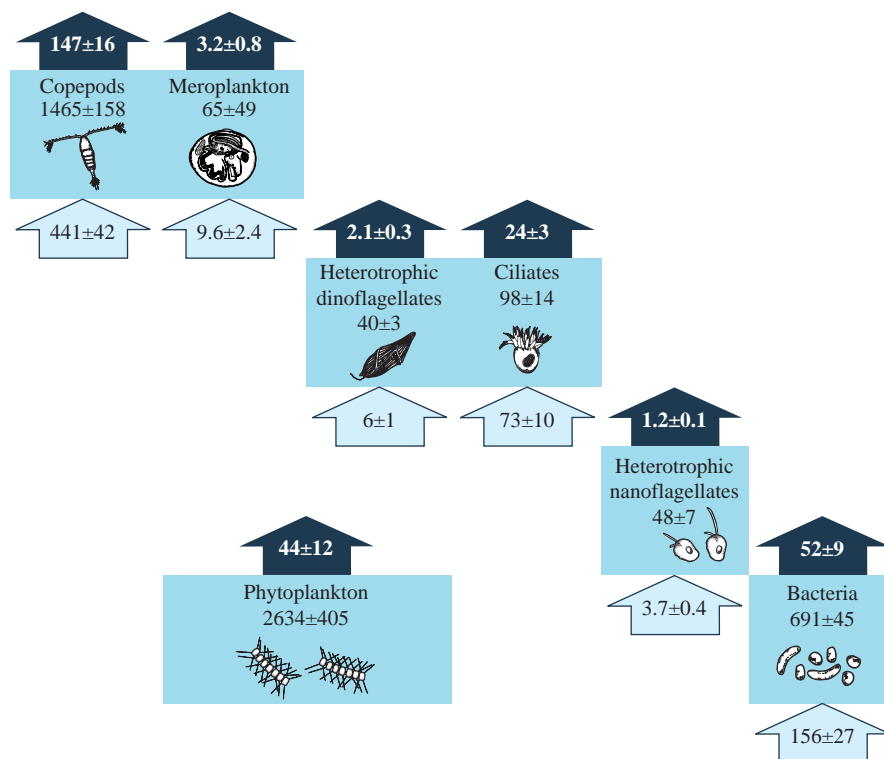 147±16
3.2±0.8
Copepods
1465±158
Meroplankton
65±49
441±42
9.6±2.4
2.1±0.3
24±3
Heterotrophic
dinoflagellates
40±3
Ciliates
98±14
6±1
73±10
1.2±0.1
Heterotrophic
nanoflagellates
48±7
44±12
52±9
Phytoplankton
2634±405
3.7±0.4
Bacteria
691±45
156±27